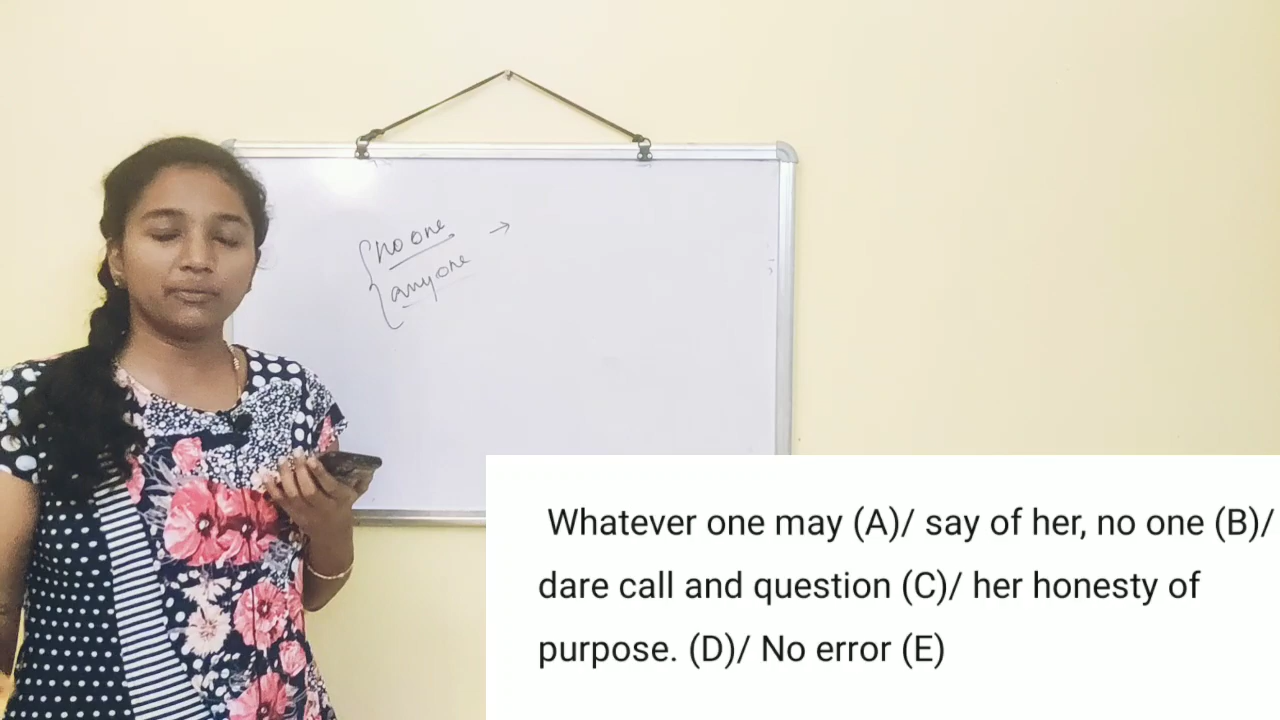 no one →
anyone
Whatever one may (A)/ say of her, no one (B)/
dare call and question (C)/ her honesty of
purpose. (D)/ No error (E)